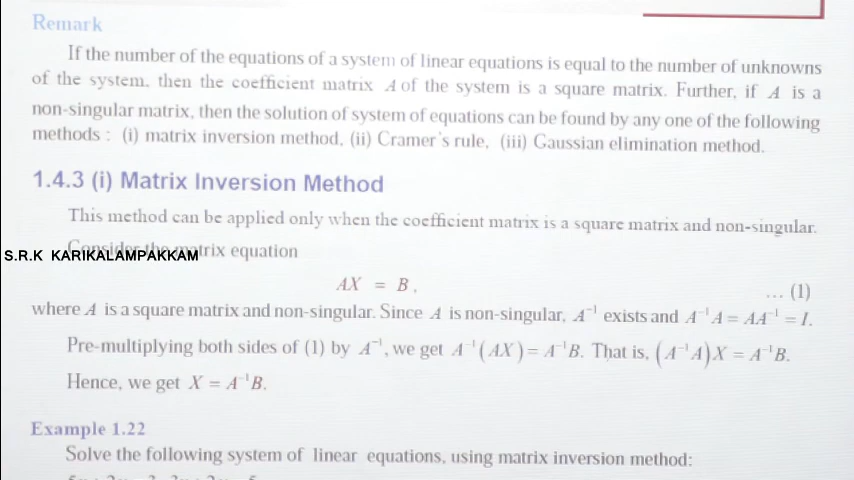 Remark
If the number of the equations of a system of linear equations is equal to the number of unknowns
of the system, then the coefficient matrix A of the system is a square matrix. Further, if A is a
non-singular matrix, then the solution of system of equations can be found by any one of the following
methods : (i) matrix inversion method, (ii) Cramer's rule, (iii) Gaussian elimination method.
1.4.3 (i) Matrix Inversion Method
This method can be applied only when the coefficient matrix is a square matrix and non-singular.
Consider the matrix equation
S.R.K KARIKALAMPAKKAM
AX = B, … (1)
where A is a square matrix and non-singular. Since A is non-singular, A⁻¹ exists and A⁻¹A = AA⁻¹ = I.
Pre-multiplying both sides of (1) by A⁻¹, we get A⁻¹(AX) = A⁻¹B. That is, (A⁻¹A)X = A⁻¹B.
Hence, we get X = A⁻¹B.
Example 1.22
Solve the following system of linear equations, using matrix inversion method: